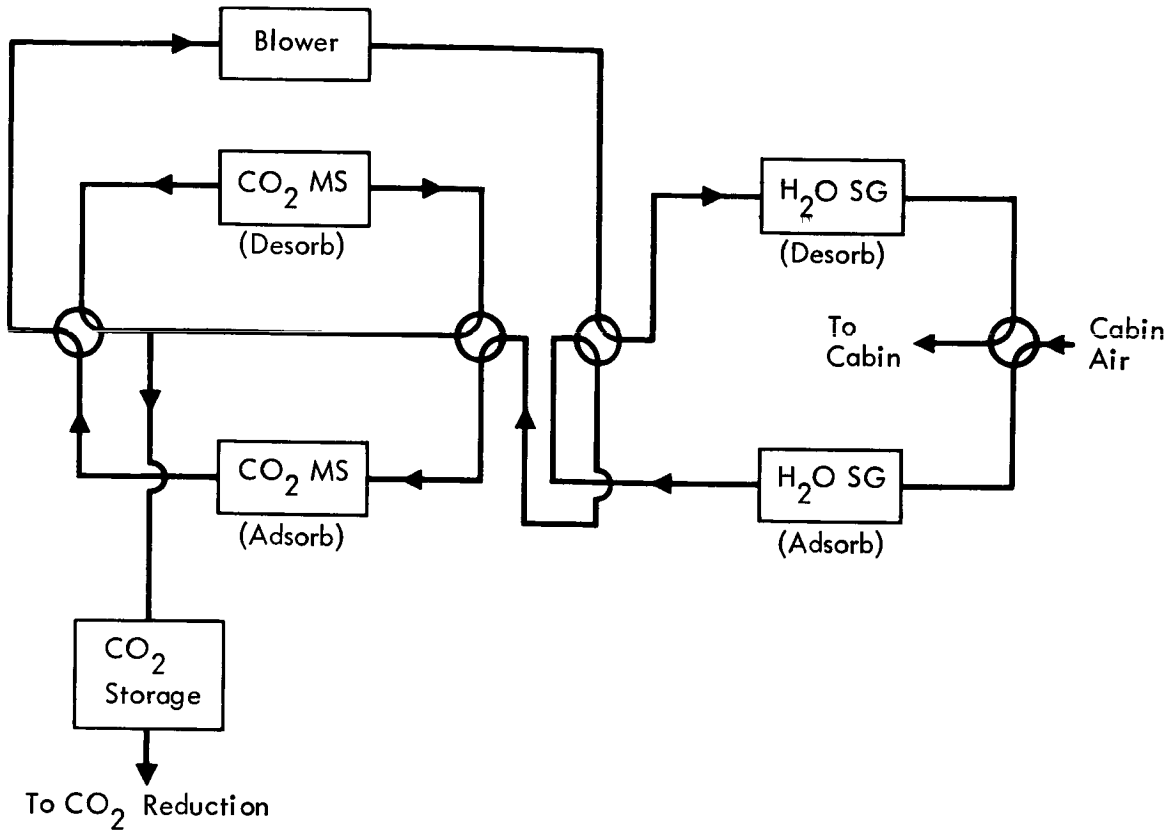 Blower
CO2 MS
(Desorb)
H2O SG
(Desorb)
To
Cabin
Cabin
Air
CO2 MS
(Adsorb)
H2O SG
(Adsorb)
CO2
Storage
To CO2 Reduction